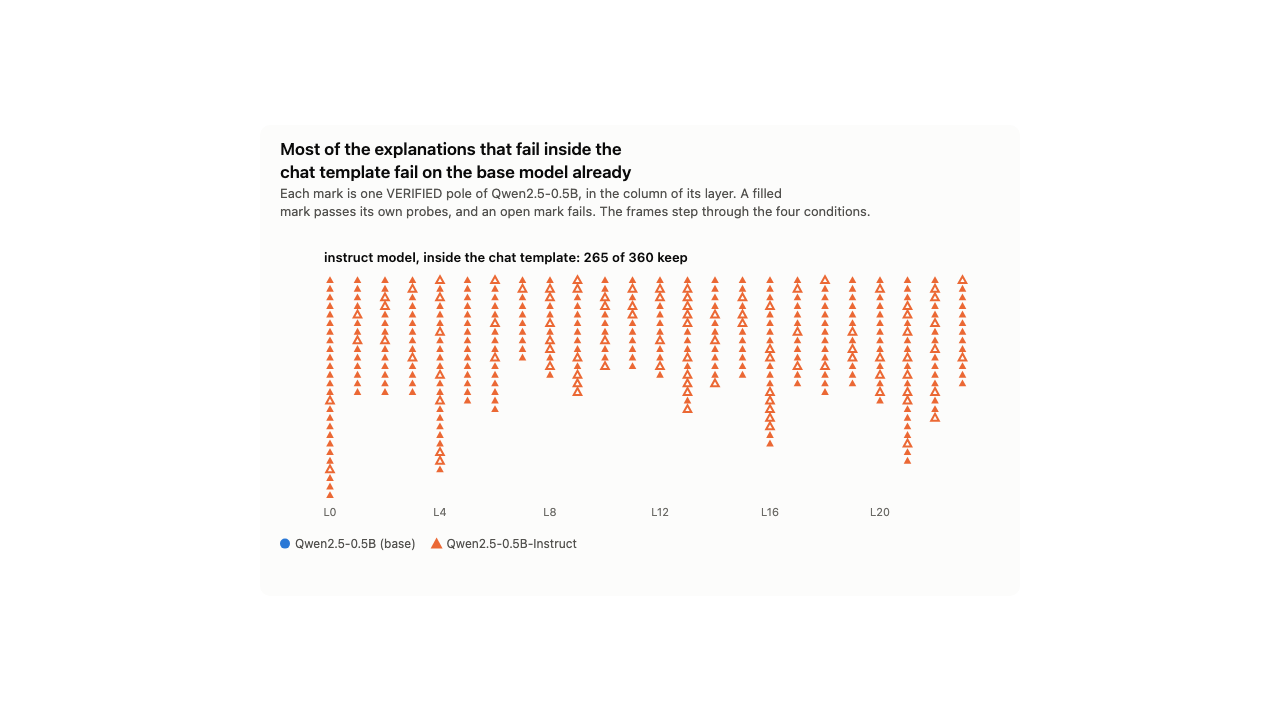 Most of the explanations that fail inside the
chat template fail on the base model already
Each mark is one VERIFIED pole of Qwen2.5-0.5B, in the column of its layer. A filled
mark passes its own probes, and an open mark fails. The frames step through the four conditions.
instruct model, inside the chat template: 265 of 360 keep
L0 L4 L8 L12 L16 L20
Qwen2.5-0.5B (base) Qwen2.5-0.5B-Instruct